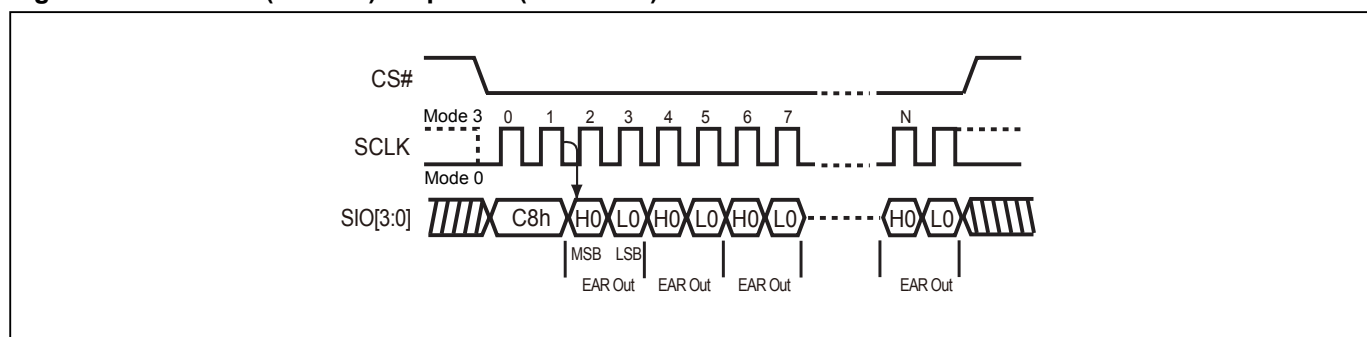 CS#
Mode 3 0 1 2 3 4 5 6 7 N
SCLK
Mode 0
SIO[3:0] C8h H0 L0 H0 L0 H0 L0 H0 L0
MSB LSB
EAR Out EAR Out EAR Out EAR Out